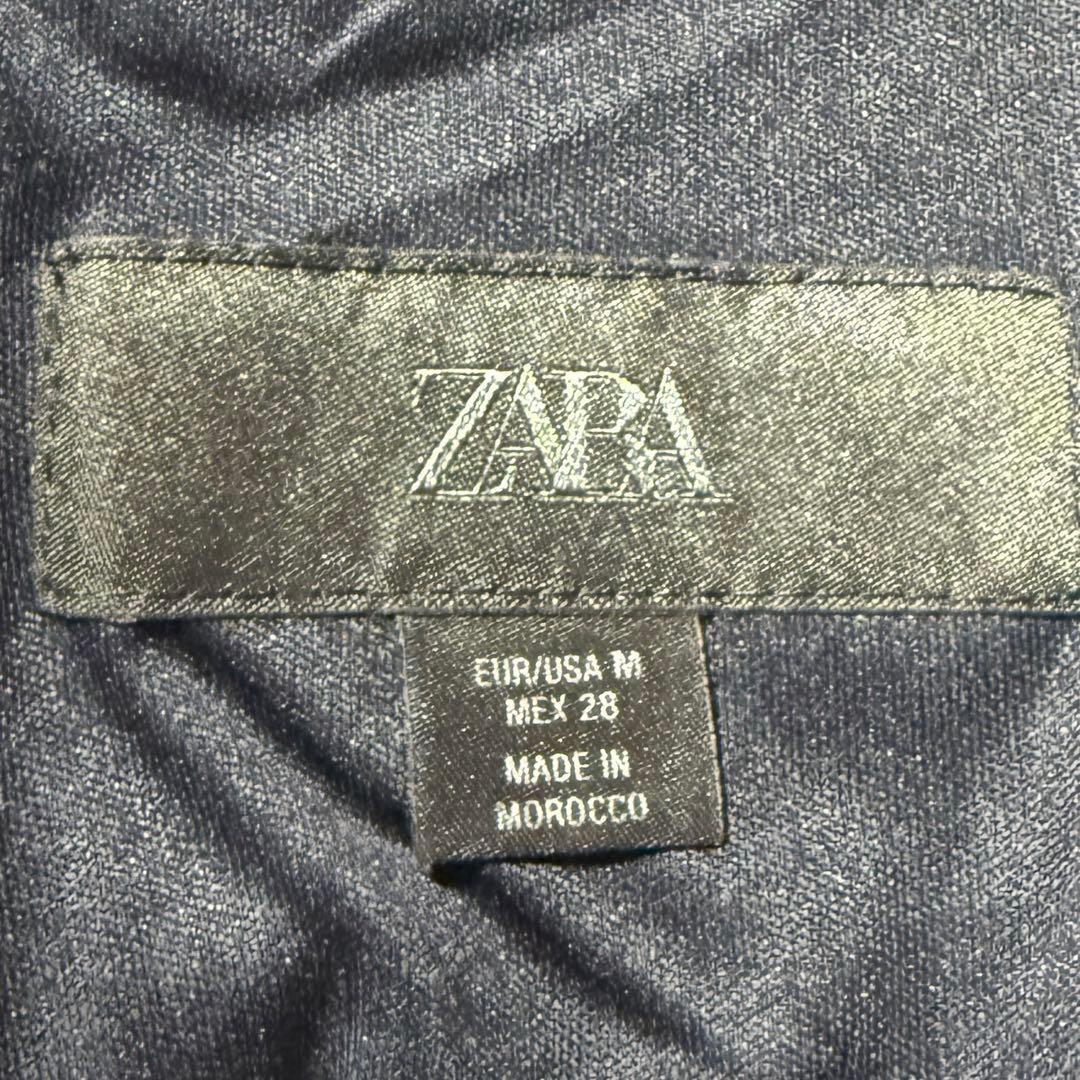 ZARA
EUR/USA M
MEX 28
MADE IN
MOROCCO